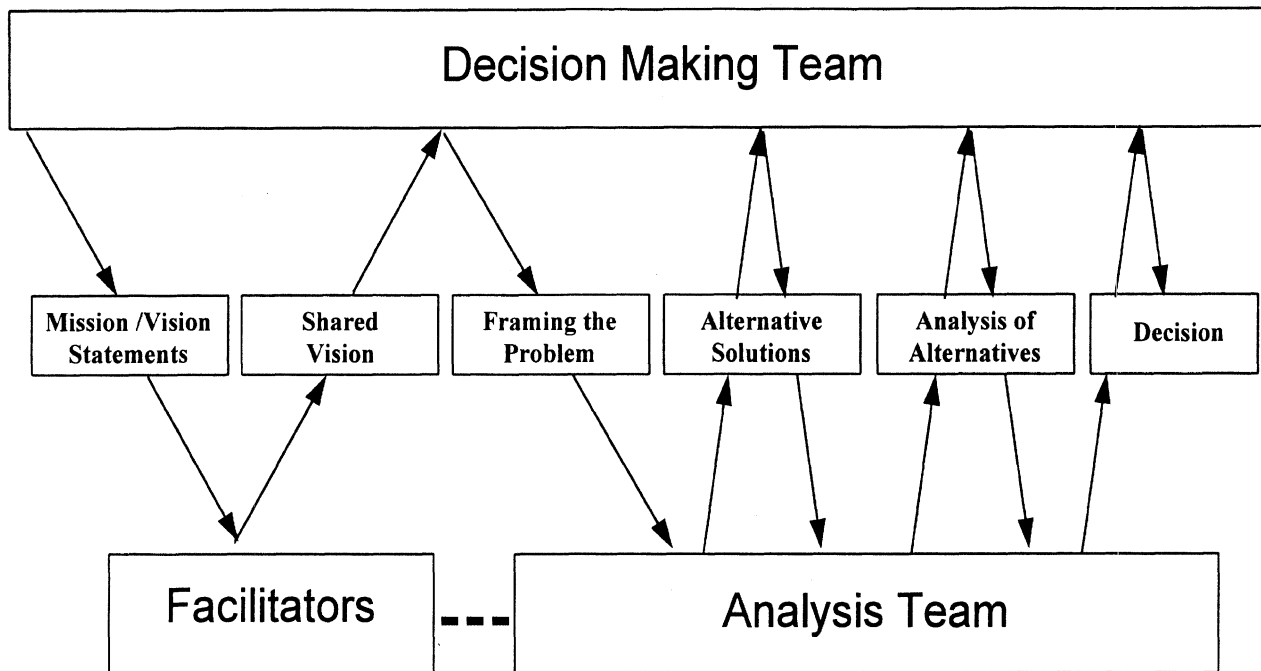 Decision Making Team
Mission /Vision
Statements
Shared
Vision
Framing the
Problem
Alternative
Solutions
Analysis of
Alternatives
Decision
Facilitators
Analysis Team